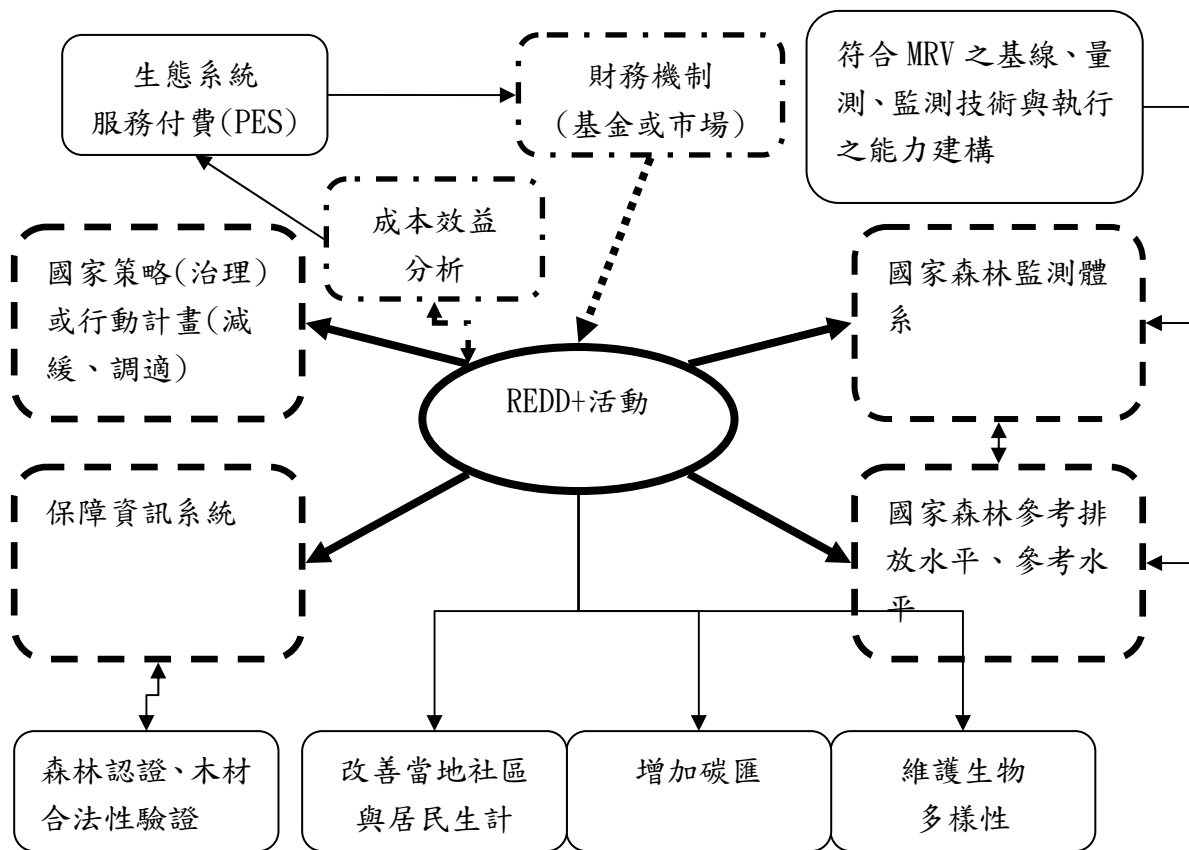 生態系統
服務付費(PES)
財務機制
(基金或市場)
符合 MRV 之基線、量
測、監測技術與執行
之能力建構
成本效益
分析
國家策略(治理)
或行動計畫(減
緩、調適)
國家森林監測體
系
REDD+活動
保障資訊系統
國家森林參考排
放水平、參考水
平
森林認證、木材
合法性驗證
改善當地社區
與居民生計
增加碳匯
維護生物
多樣性